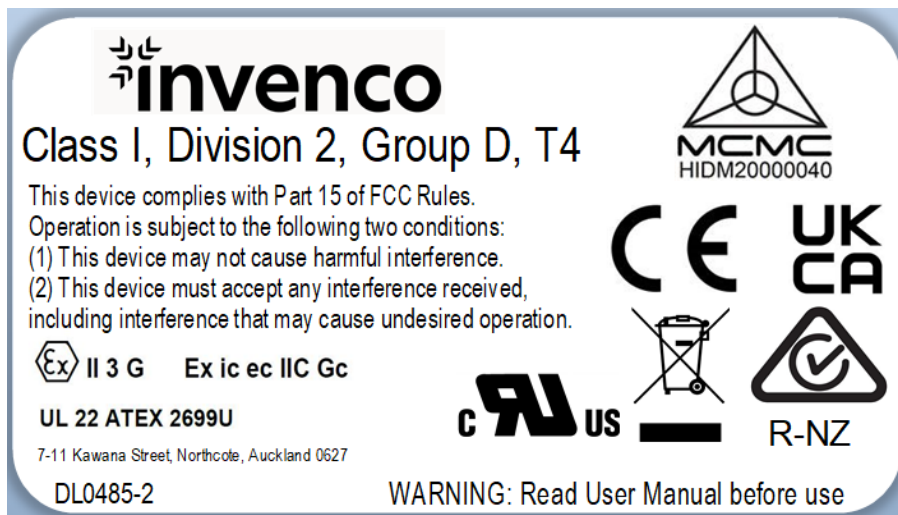 invenco
Class I, Division 2, Group D, T4
MCMC
HIDM20000040
This device complies with Part 15 of FCC Rules.
Operation is subject to the following two conditions:
(1) This device may not cause harmful interference.
(2) This device must accept any interference received,
including interference that may cause undesired operation.
CE
UK
CA
Ex II 3 G Ex ic ec IIC Gc
UL 22 ATEX 2699U
c RU US
R-NZ
7-11 Kawana Street, Northcote, Auckland 0627
DL0485-2
WARNING: Read User Manual before use